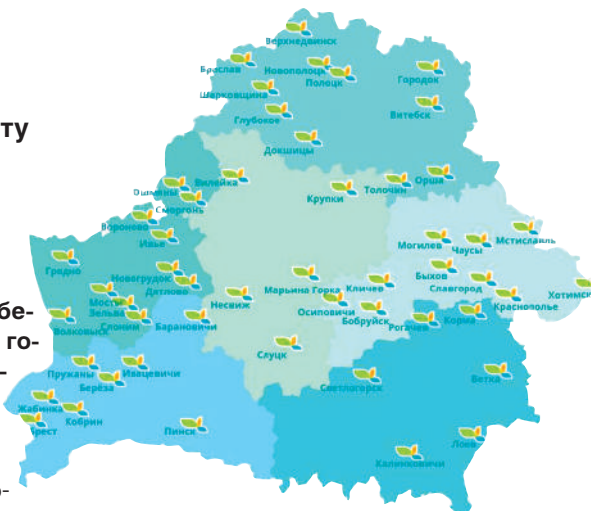 Верхнедвинск
Браслав
Новополоцк
Полоцк
Городок
Шарковщина
Глубокое
Витебск
ту
Докшицы
Вилейка
Ошмяны
Сморгонь
Крупки
Толочин
Орша
Вороново
Ивье
Могилев
Чаусы
Мстиславль
Гродно
Новогрудок
Дятлово
Марьина Горка
Кличев
Быхов
Славгород
Хотимск
Мосты
Зельва
Несвиж
Осиповичи
Краснополье
бе-
Волковыск
Слоним
Барановичи
Бобруйск
Рогачев
Корма
го-
Слуцк
-
Пружаны
Ивацевичи
Берёза
Светлогорск
Ветка
Жабинка
Кобрин
Брест
Пинск
Лоев
Калинковичи
-